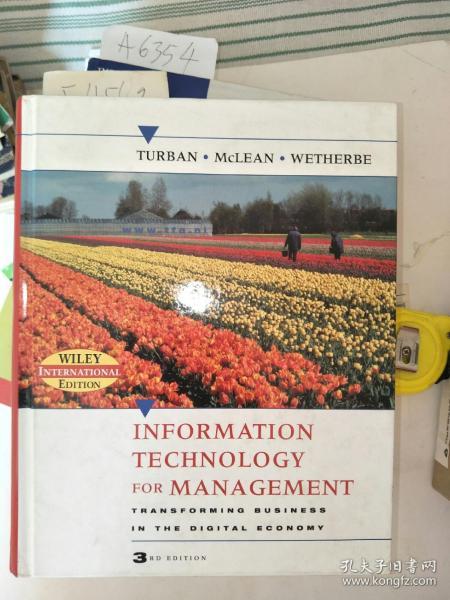 A6354
TURBAN • MCLEAN • WETHERBE
www.tfa.nl
WILEY
INTERNATIONAL
EDITION
INFORMATION
TECHNOLOGY
FOR MANAGEMENT
TRANSFORMING BUSINESS
IN THE DIGITAL ECONOMY
3RD EDITION
孔夫子旧书网
www.kongfz.com